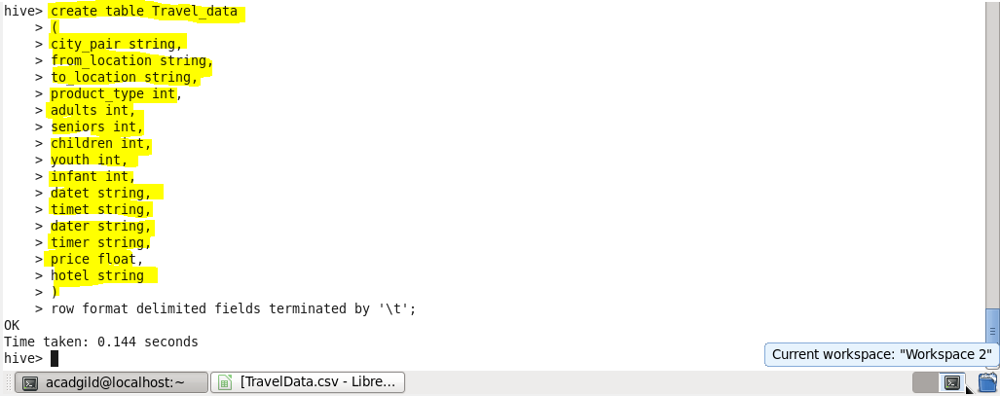 hive> create table Travel_data
> (
> city_pair string,
> from_location string,
> to_location string,
> product_type int,
> adults int,
> seniors int,
> children int,
> youth int,
> infant int,
> datet string,
> timet string,
> dater string,
> timer string,
> price float,
> hotel string
> )
> row format delimited fields terminated by '\t';
OK
Time taken: 0.144 seconds
hive>
Current workspace: "Workspace 2"
acadgild@localhost:~
[TravelData.csv - Libre...